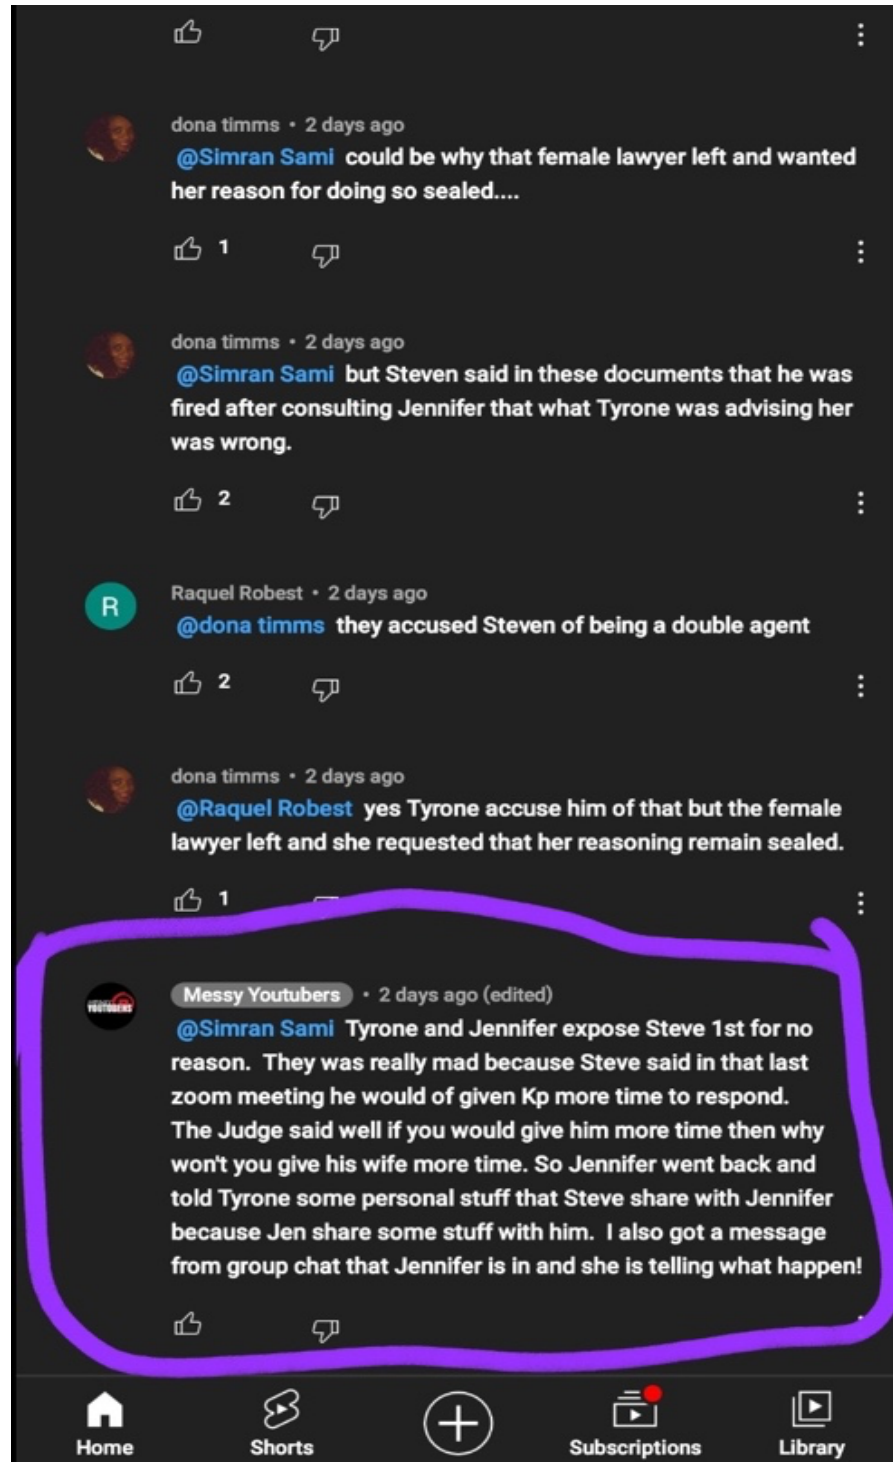 dona timms • 2 days ago
@Simran Sami could be why that female lawyer left and wanted
her reason for doing so sealed....
1
dona timms • 2 days ago
@Simran Sami but Steven said in these documents that he was
fired after consulting Jennifer that what Tyrone was advising her
was wrong.
2
R
Raquel Robest • 2 days ago
@dona timms they accused Steven of being a double agent
2
dona timms • 2 days ago
@Raquel Robest yes Tyrone accuse him of that but the female
lawyer left and she requested that her reasoning remain sealed.
1
YOUTUBERS
Messy Youtubers • 2 days ago (edited)
@Simran Sami Tyrone and Jennifer expose Steve 1st for no
reason. They was really mad because Steve said in that last
zoom meeting he would of given Kp more time to respond.
The Judge said well if you would give him more time then why
won't you give his wife more time. So Jennifer went back and
told Tyrone some personal stuff that Steve share with Jennifer
because Jen share some stuff with him. I also got a message
from group chat that Jennifer is in and she is telling what happen!
Home Shorts Subscriptions Library